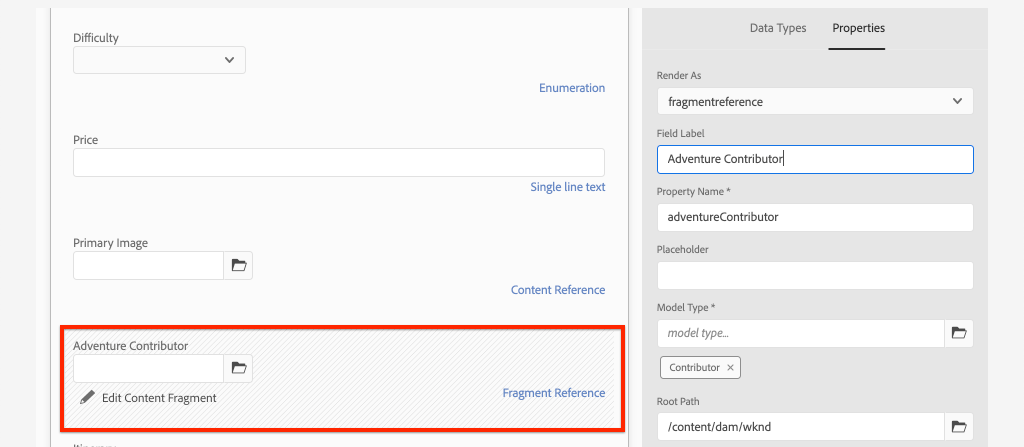 Difficulty
Enumeration
Price
Single line text
Primary Image
Content Reference
Adventure Contributor
Edit Content Fragment
Fragment Reference
Data Types
Properties
Render As
fragmentreference
Field Label
Adventure Contributor
Property Name *
adventureContributor
Placeholder
Model Type *
model type...
Contributor ×
Root Path
/content/dam/wknd